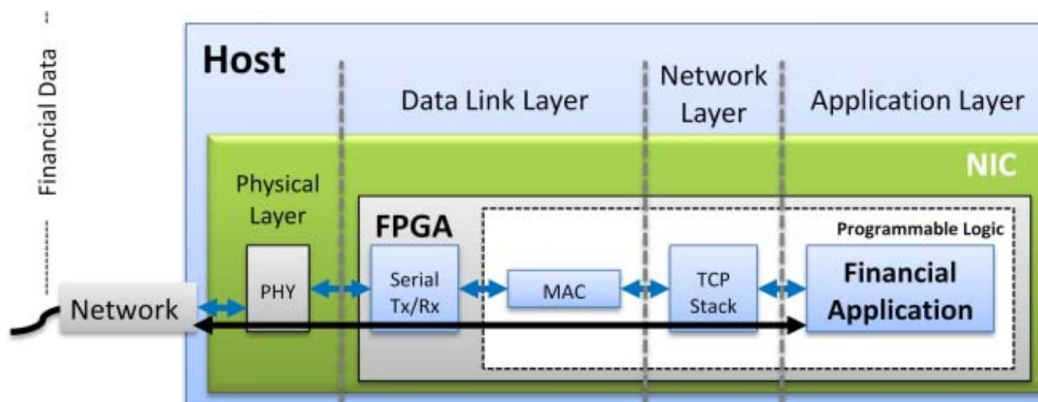 Financial Data
Host
Data Link Layer
Network
Layer
Application Layer
NIC
Physical
Layer
FPGA
Programmable Logic
Network
PHY
Serial
Tx/Rx
MAC
TCP
Stack
Financial
Application